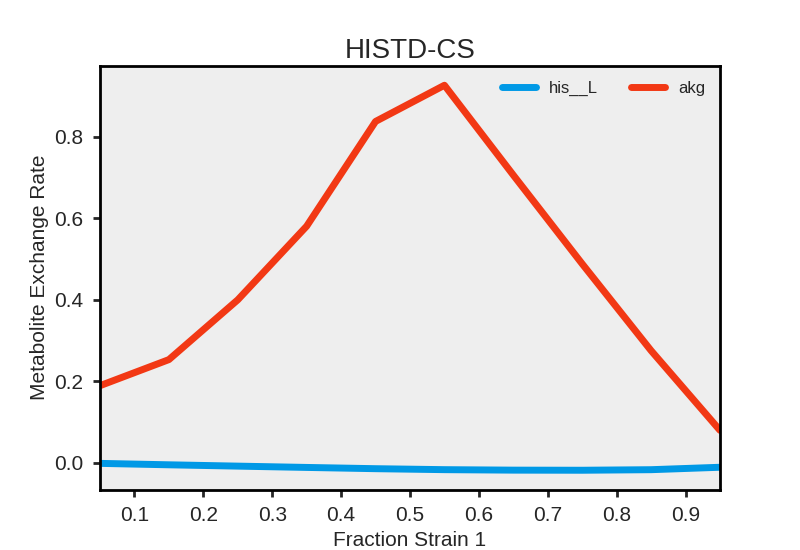 HISTD-CS
his__L akg
Metabolite Exchange Rate
0.8
0.6
0.4
0.2
0.0
0.1 0.2 0.3 0.4 0.5 0.6 0.7 0.8 0.9
Fraction Strain 1